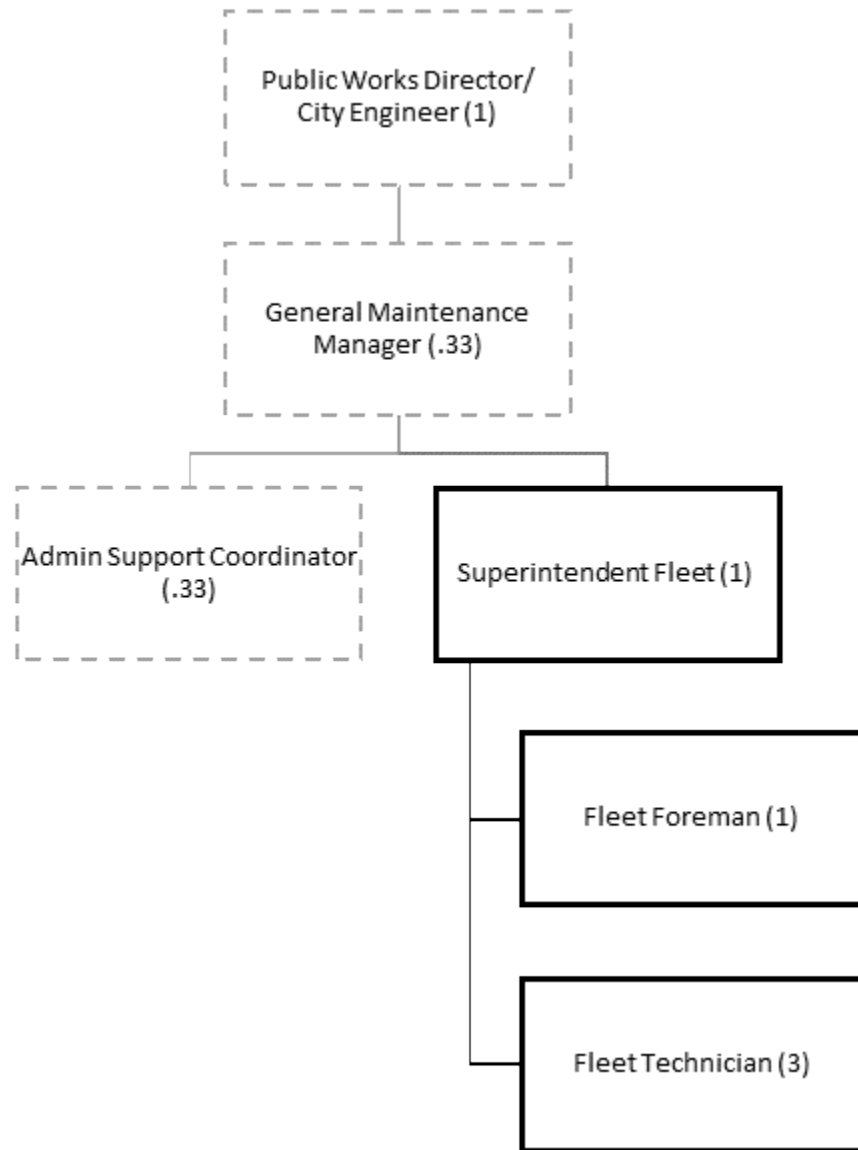 Public Works Director/
City Engineer (1)
General Maintenance
Manager (.33)
Admin Support Coordinator
(.33)
Superintendent Fleet (1)
Fleet Foreman (1)
Fleet Technician (3)